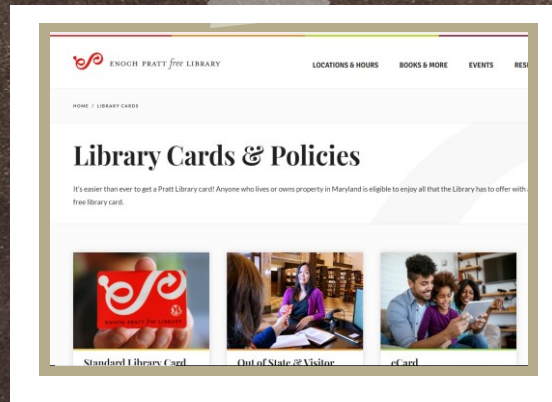 ENOCH PRATT free LIBRARY
LOCATIONS & HOURS BOOKS & MORE EVENTS
HOME / LIBRARY CARDS
Library Cards & Policies
It's easier than ever to get a Pratt Library card! Anyone who lives or owns property in Maryland is eligible to enjoy all that the Library has to offer with
free library card.
ENOCH PRATT free LIBRARY
Standard Library Card Out of State & Visitor eCard